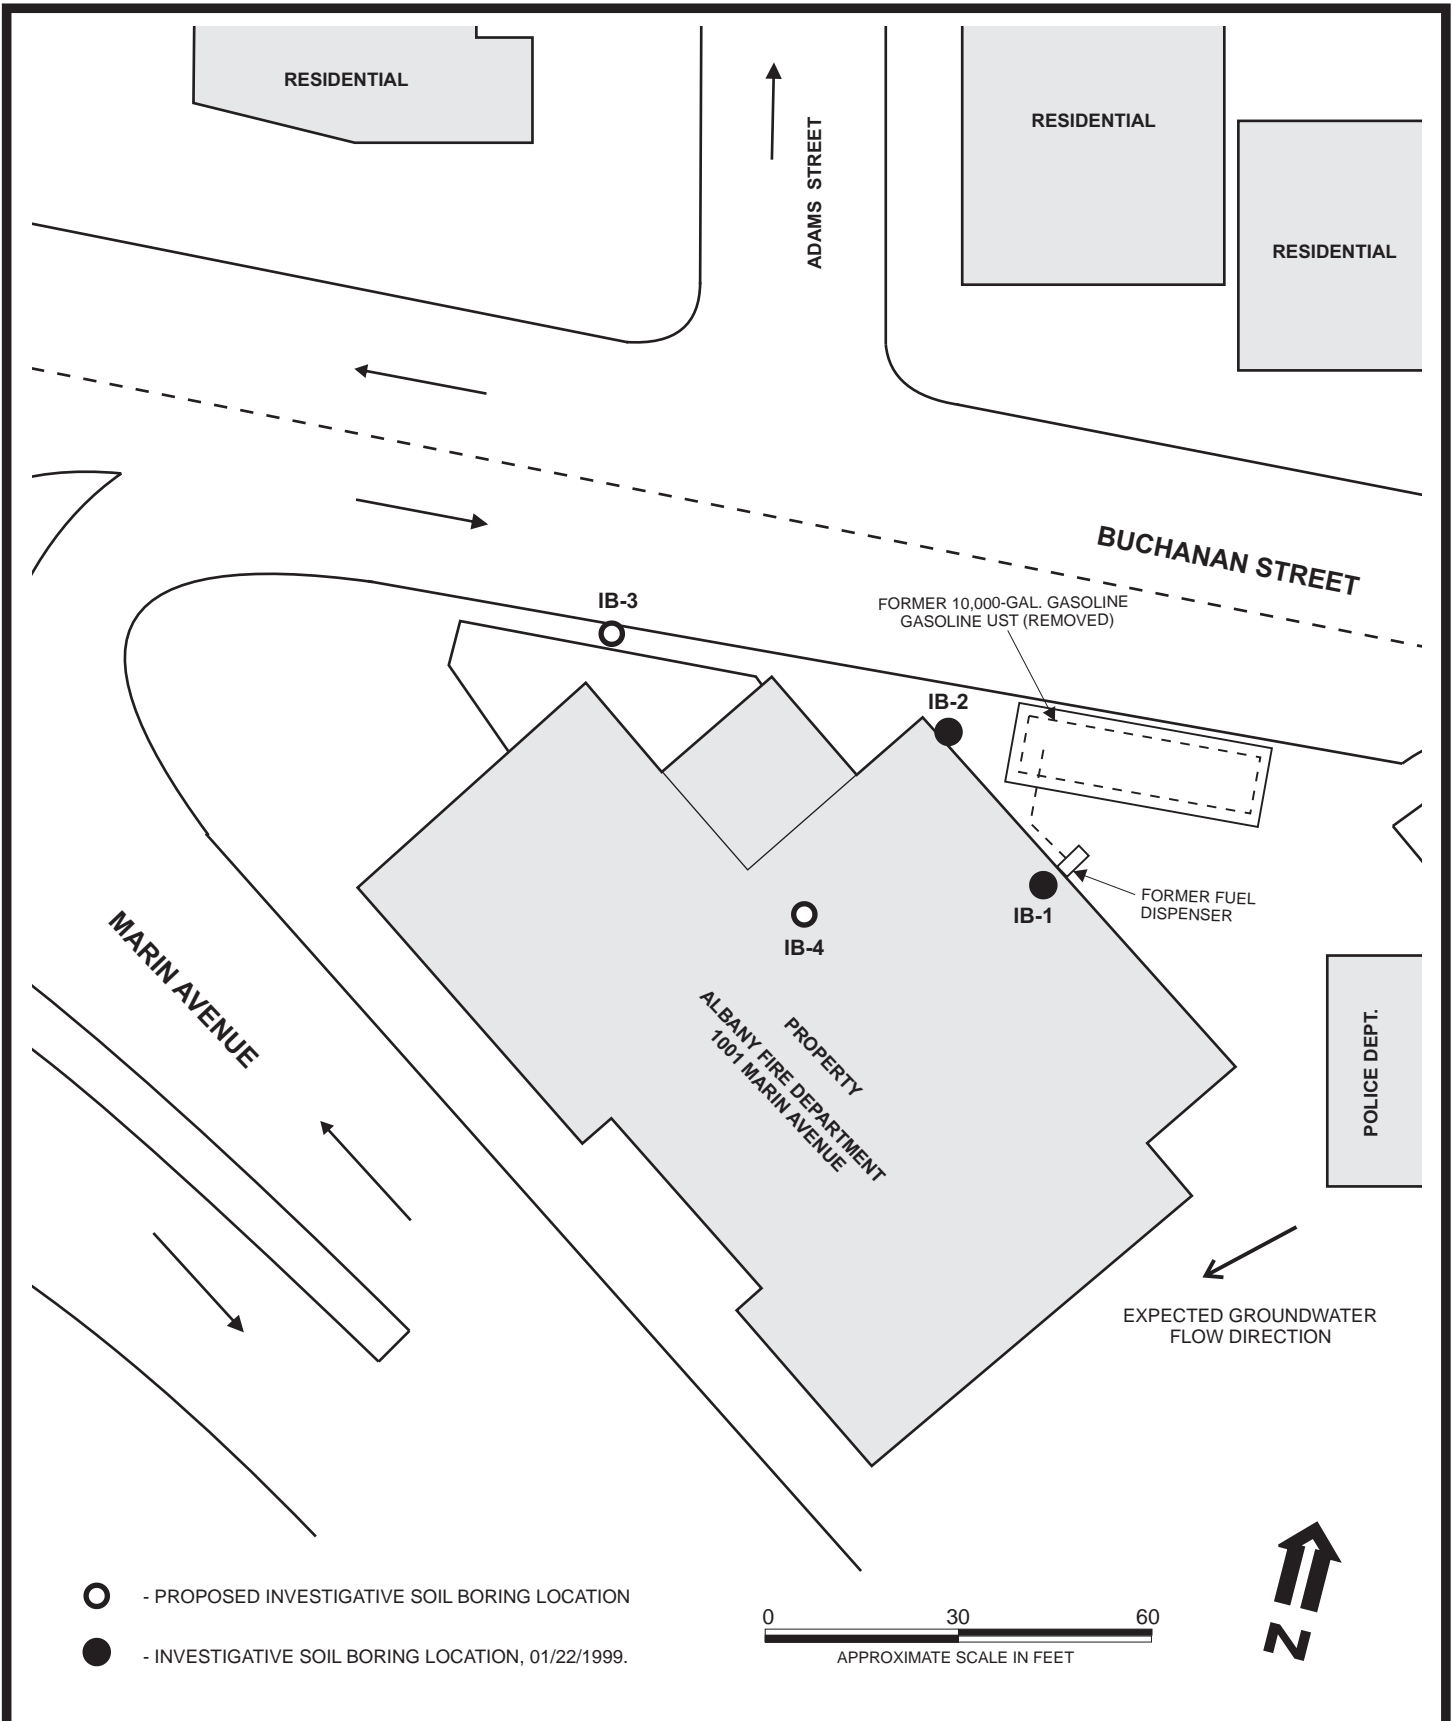 RESIDENTIAL
RESIDENTIAL
RESIDENTIAL
ADAMS STREET
BUCHANAN STREET
FORMER 10,000-GAL. GASOLINE
GASOLINE UST (REMOVED)
IB-3
IB-2
IB-1
FORMER FUEL
DISPENSER
IB-4
MARIN AVENUE
PROPERTY
ALBANY FIRE DEPARTMENT
1001 MARIN AVENUE
POLICE DEPT.
EXPECTED GROUNDWATER
FLOW DIRECTION
- PROPOSED INVESTIGATIVE SOIL BORING LOCATION
- INVESTIGATIVE SOIL BORING LOCATION, 01/22/1999.
0 30 60
APPROXIMATE SCALE IN FEET
N